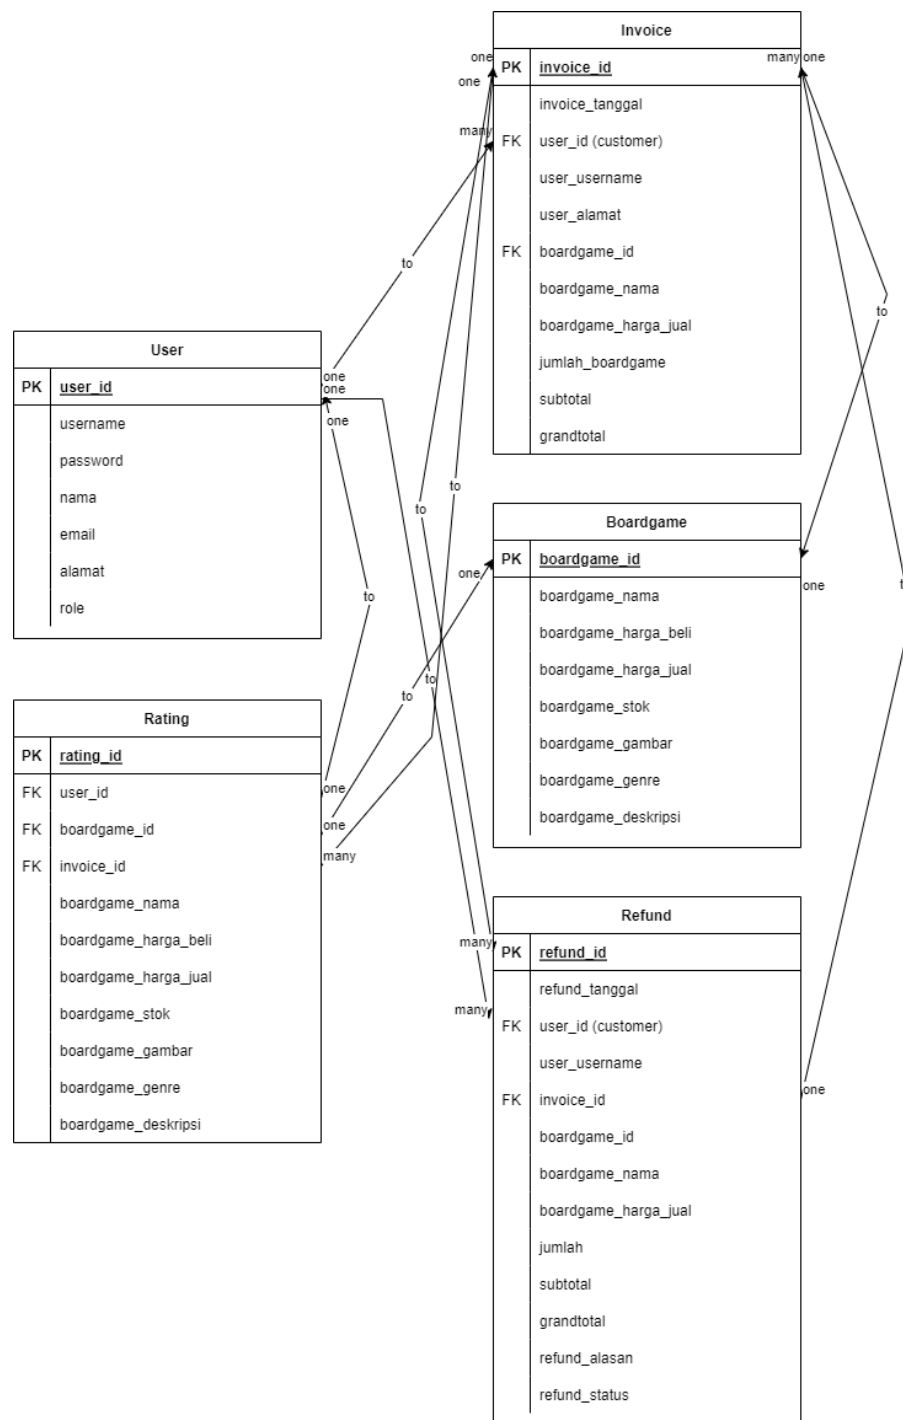 Invoice
PK invoice_id
invoice_tanggal
FK user_id (customer)
user_username
user_alamat
FK boardgame_id
boardgame_nama
boardgame_harga_jual
jumlah_boardgame
subtotal
grandtotal
one
one
many
many one
to
to
to
to
User
PK user_id
username
password
nama
email
alamat
role
one
one
one
to
Boardgame
PK boardgame_id
boardgame_nama
boardgame_harga_beli
boardgame_harga_jual
boardgame_stok
boardgame_gambar
boardgame_genre
boardgame_deskripsi
one
one
to
to
Rating
PK rating_id
FK user_id
FK boardgame_id
FK invoice_id
boardgame_nama
boardgame_harga_beli
boardgame_harga_jual
boardgame_stok
boardgame_gambar
boardgame_genre
boardgame_deskripsi
one
one
many
Refund
PK refund_id
refund_tanggal
FK user_id (customer)
user_username
FK invoice_id
boardgame_id
boardgame_nama
boardgame_harga_jual
jumlah
subtotal
grandtotal
refund_alasan
refund_status
many
many
one